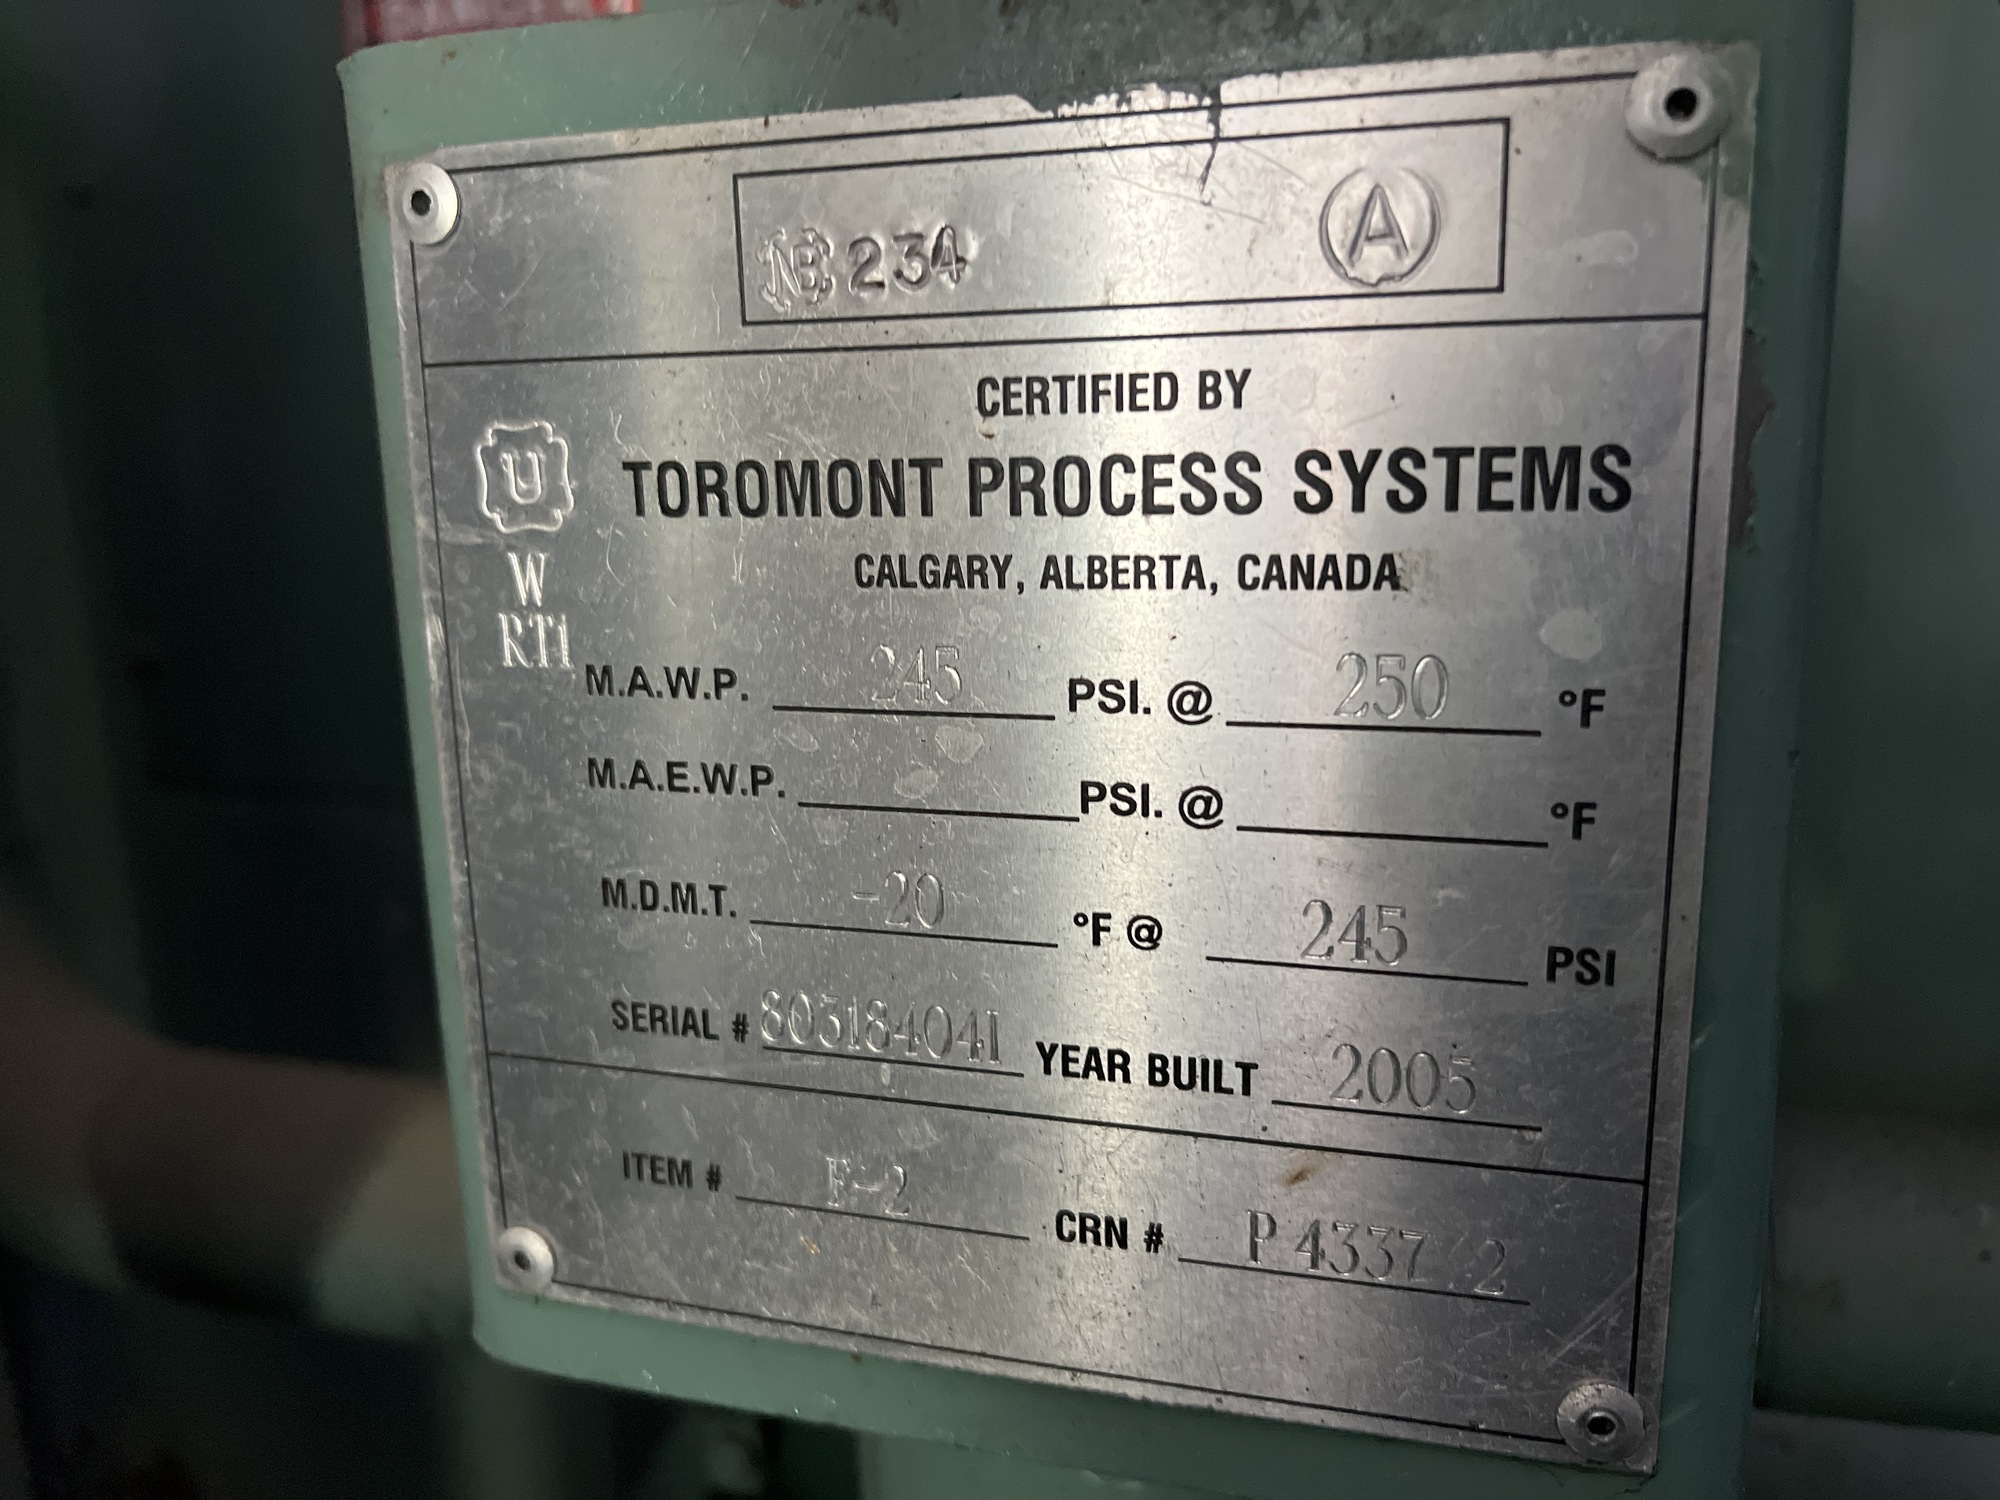 NB 234 A
CERTIFIED BY
U
TOROMONT PROCESS SYSTEMS
W
CALGARY, ALBERTA, CANADA
RT1
M.A.W.P. 245 PSI. @ 250 °F
M.A.E.W.P. PSI. @ °F
M.D.M.T. -20 °F @ 245 PSI
SERIAL # 803184041 YEAR BUILT 2005
ITEM # F-2 CRN # P 4337 2